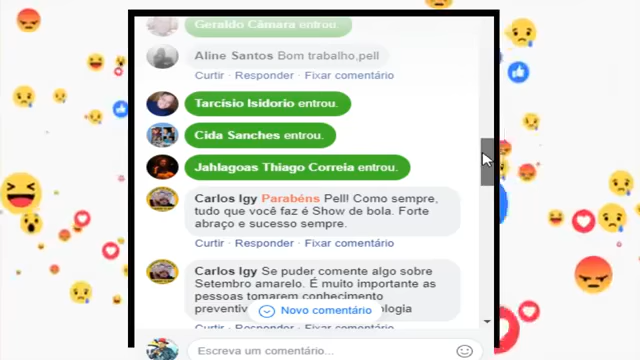 Geraldo Câmara entrou.
Aline Santos Bom trabalho,pell
Curtir · Responder · Fixar comentário
Tarcísio Isidorio entrou.
Cida Sanches entrou.
Jahlagoas Thiago Correia entrou.
Carlos Igy Parabéns Pell! Como sempre,
tudo que você faz é Show de bola. Forte
abraço e sucesso sempre.
Curtir · Responder · Fixar comentário
Carlos Igy Se puder comente algo sobre
Setembro amarelo. É muito importante as
pessoas tomarem conhecimento
Novo comentário
Curtir · Responder · Fixar comentário
Escreva um comentário...